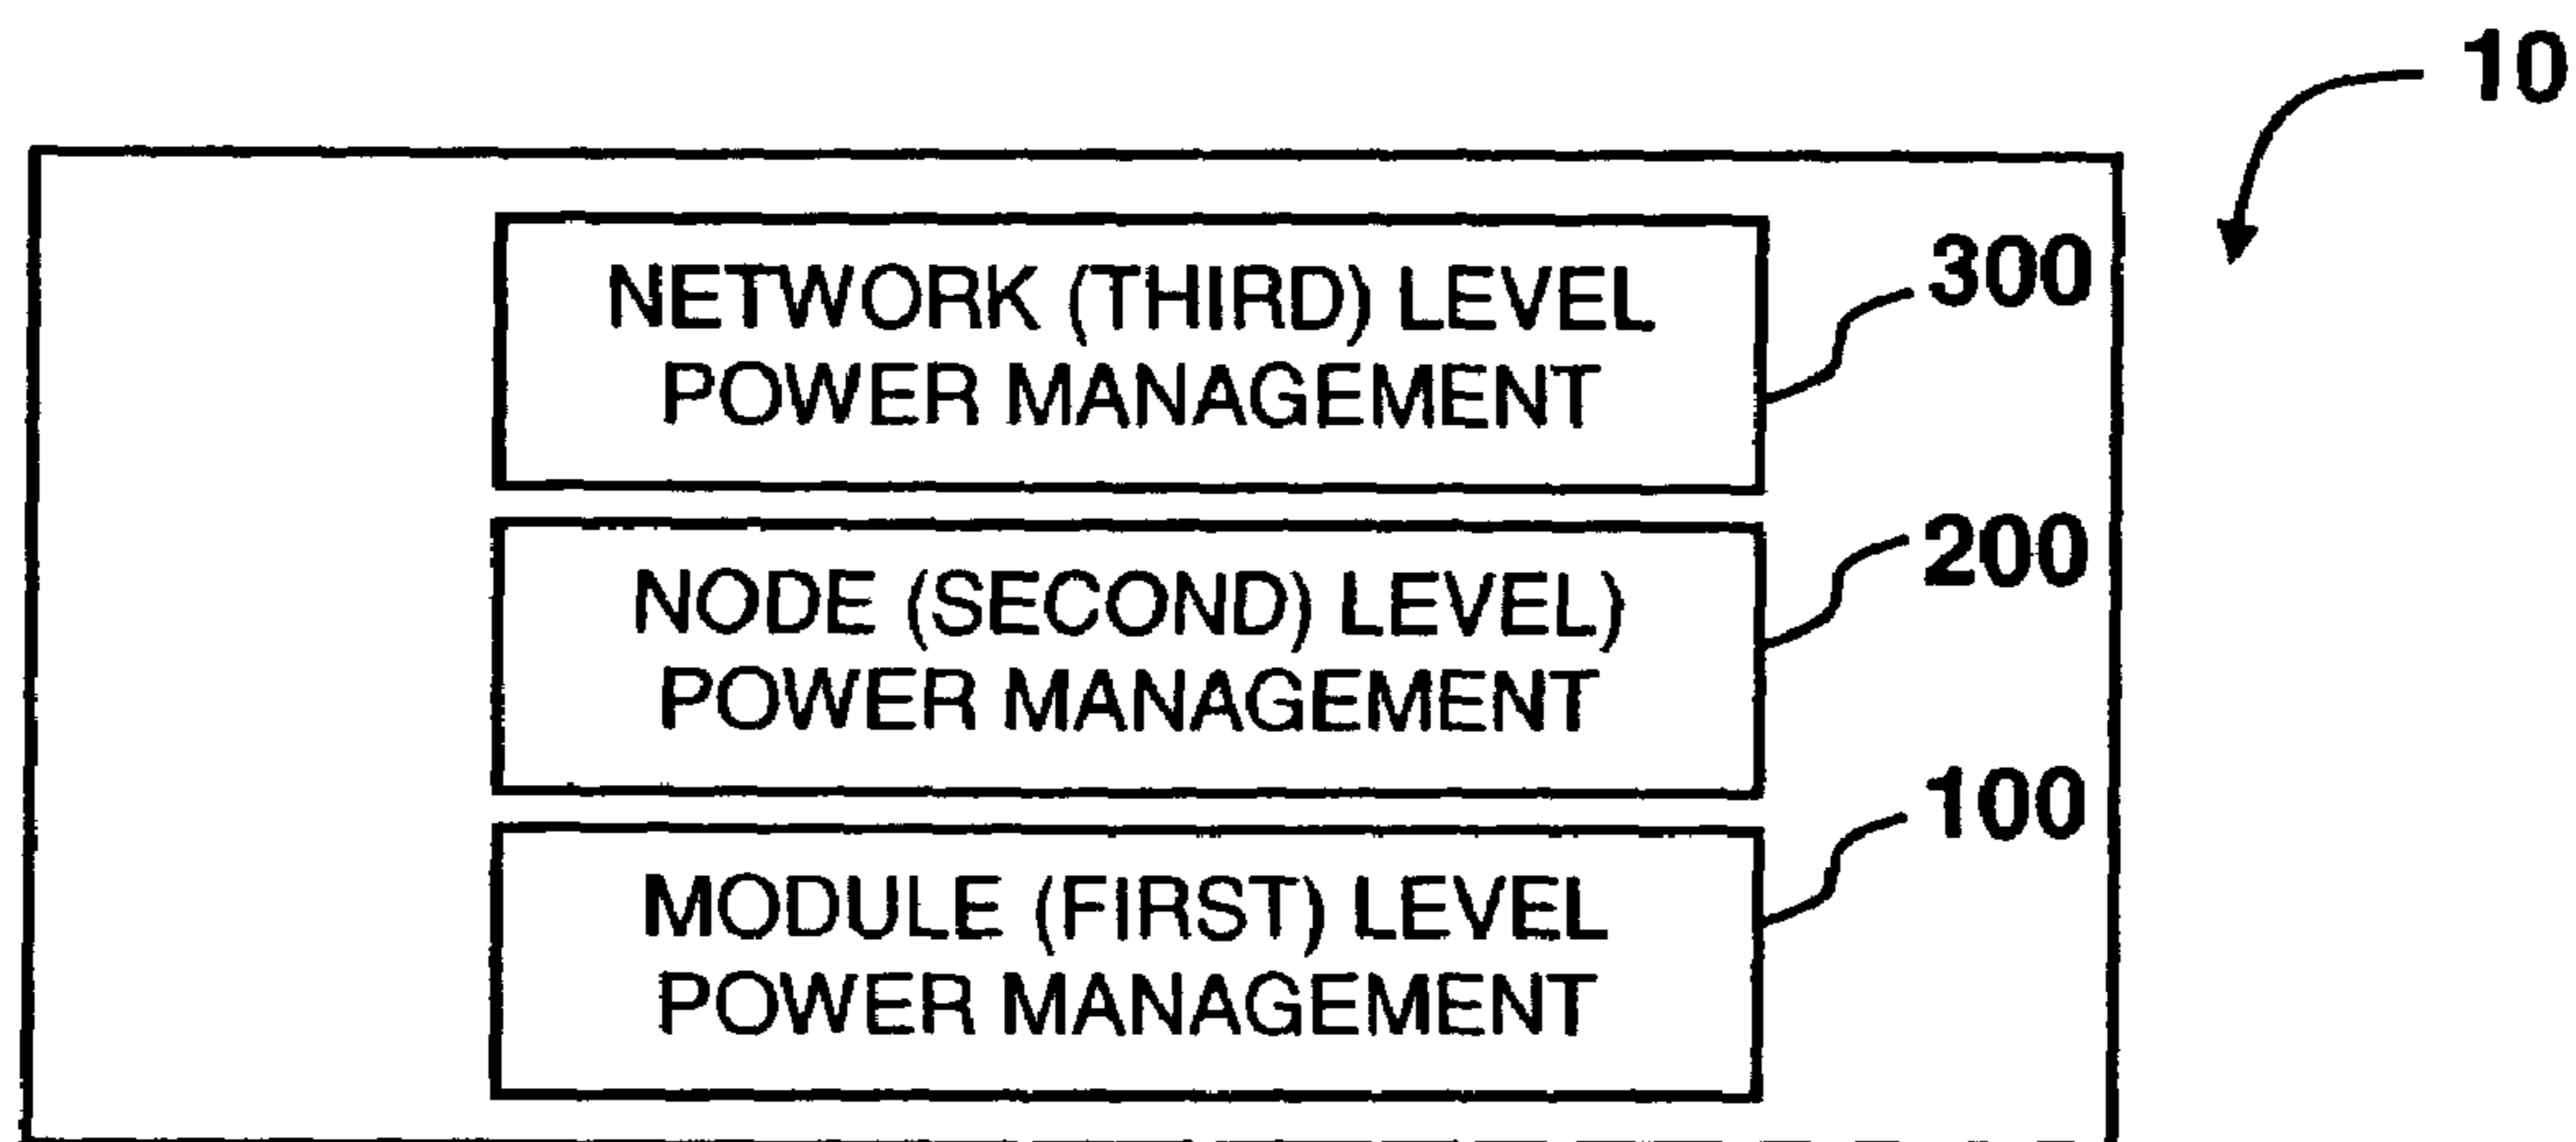 10
NETWORK (THIRD) LEVEL
POWER MANAGEMENT
300
NODE (SECOND) LEVEL)
POWER MANAGEMENT
200
MODULE (FIRST) LEVEL
POWER MANAGEMENT
100